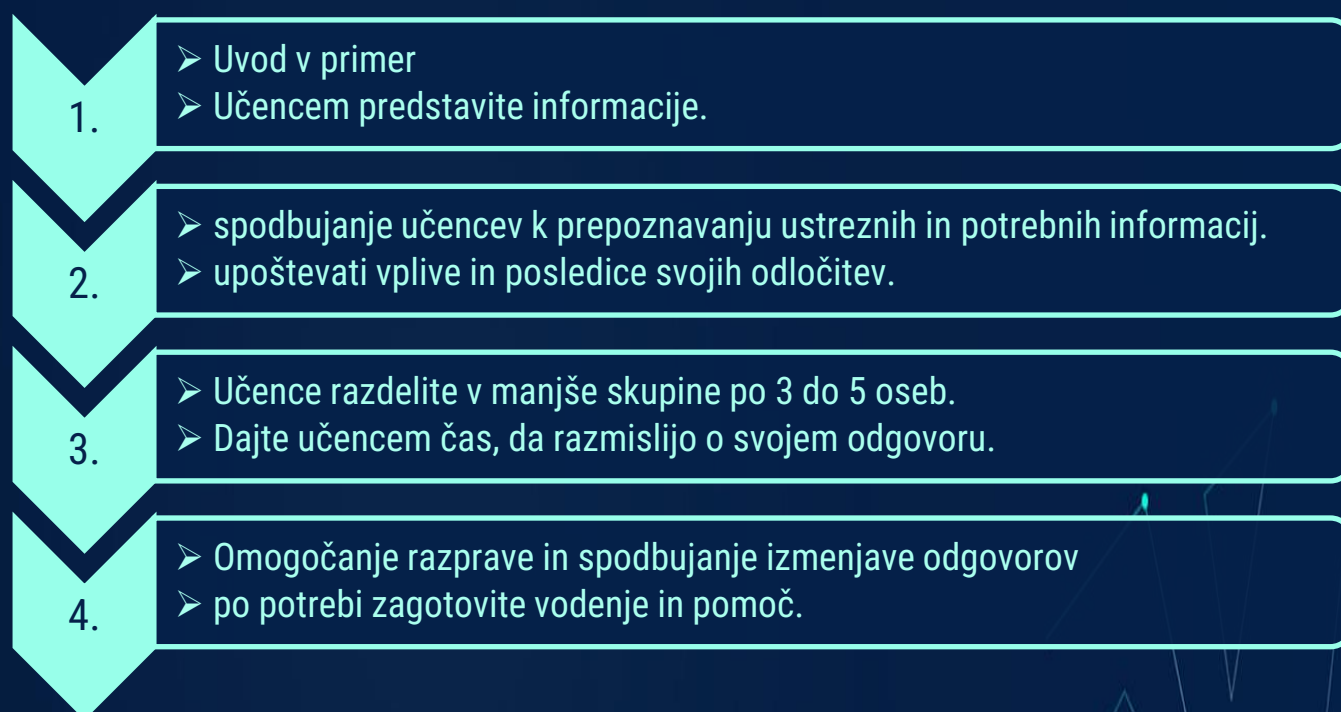 1.
➢ Uvod v primer
➢ Učencem predstavite informacije.
2.
➢ spodbujanje učencev k prepoznavanju ustreznih in potrebnih informacij.
➢ upoštevati vplive in posledice svojih odločitev.
3.
➢ Učence razdelite v manjše skupine po 3 do 5 oseb.
➢ Dajte učencem čas, da razmislijo o svojem odgovoru.
4.
➢ Omogočanje razprave in spodbujanje izmenjave odgovorov
➢ po potrebi zagotovite vodenje in pomoč.